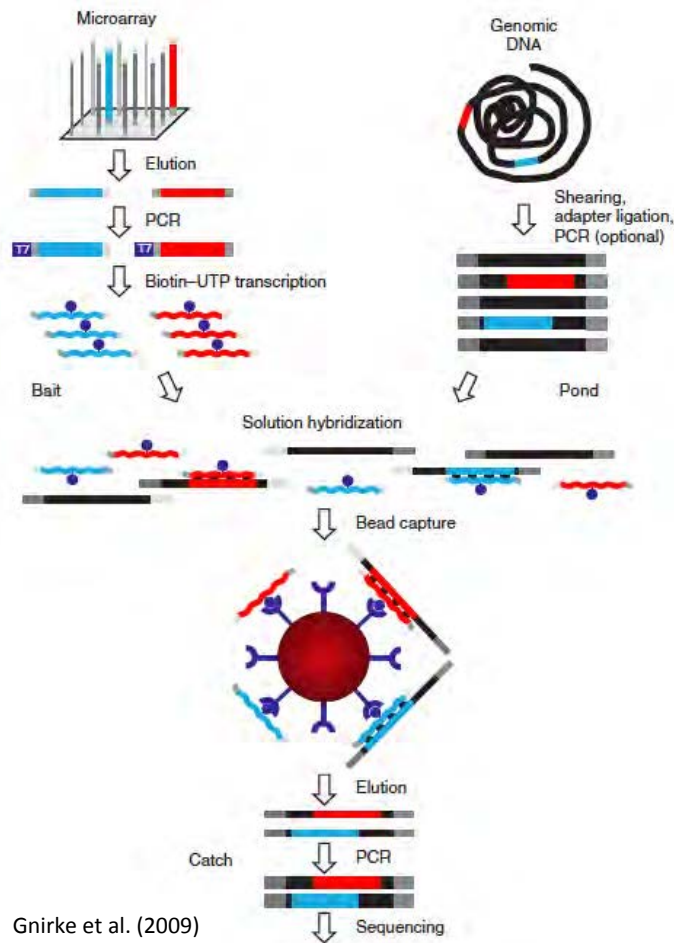 Microarray
Genomic
DNA
Elution
PCR
Shearing,
adapter ligation,
PCR (optional)
T7
T7
Biotin–UTP transcription
Bait
Pond
Solution hybridization
Bead capture
Elution
Catch
PCR
Gnirke et al. (2009)
Sequencing